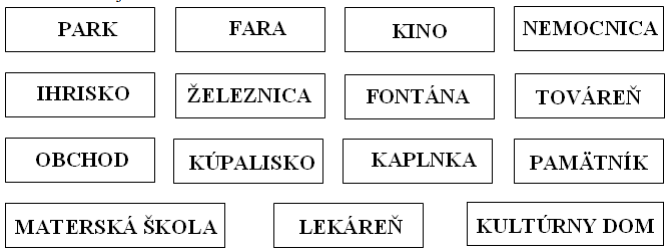 PARK FARA KINO NEMOCNICA
IHRISKO ŽELEZNICA FONTÁNA TOVÁREŇ
OBCHOD KÚPALISKO KAPLNKA PAMÄTNÍK
MATERSKÁ ŠKOLA LEKÁREŇ KULTÚRNY DOM